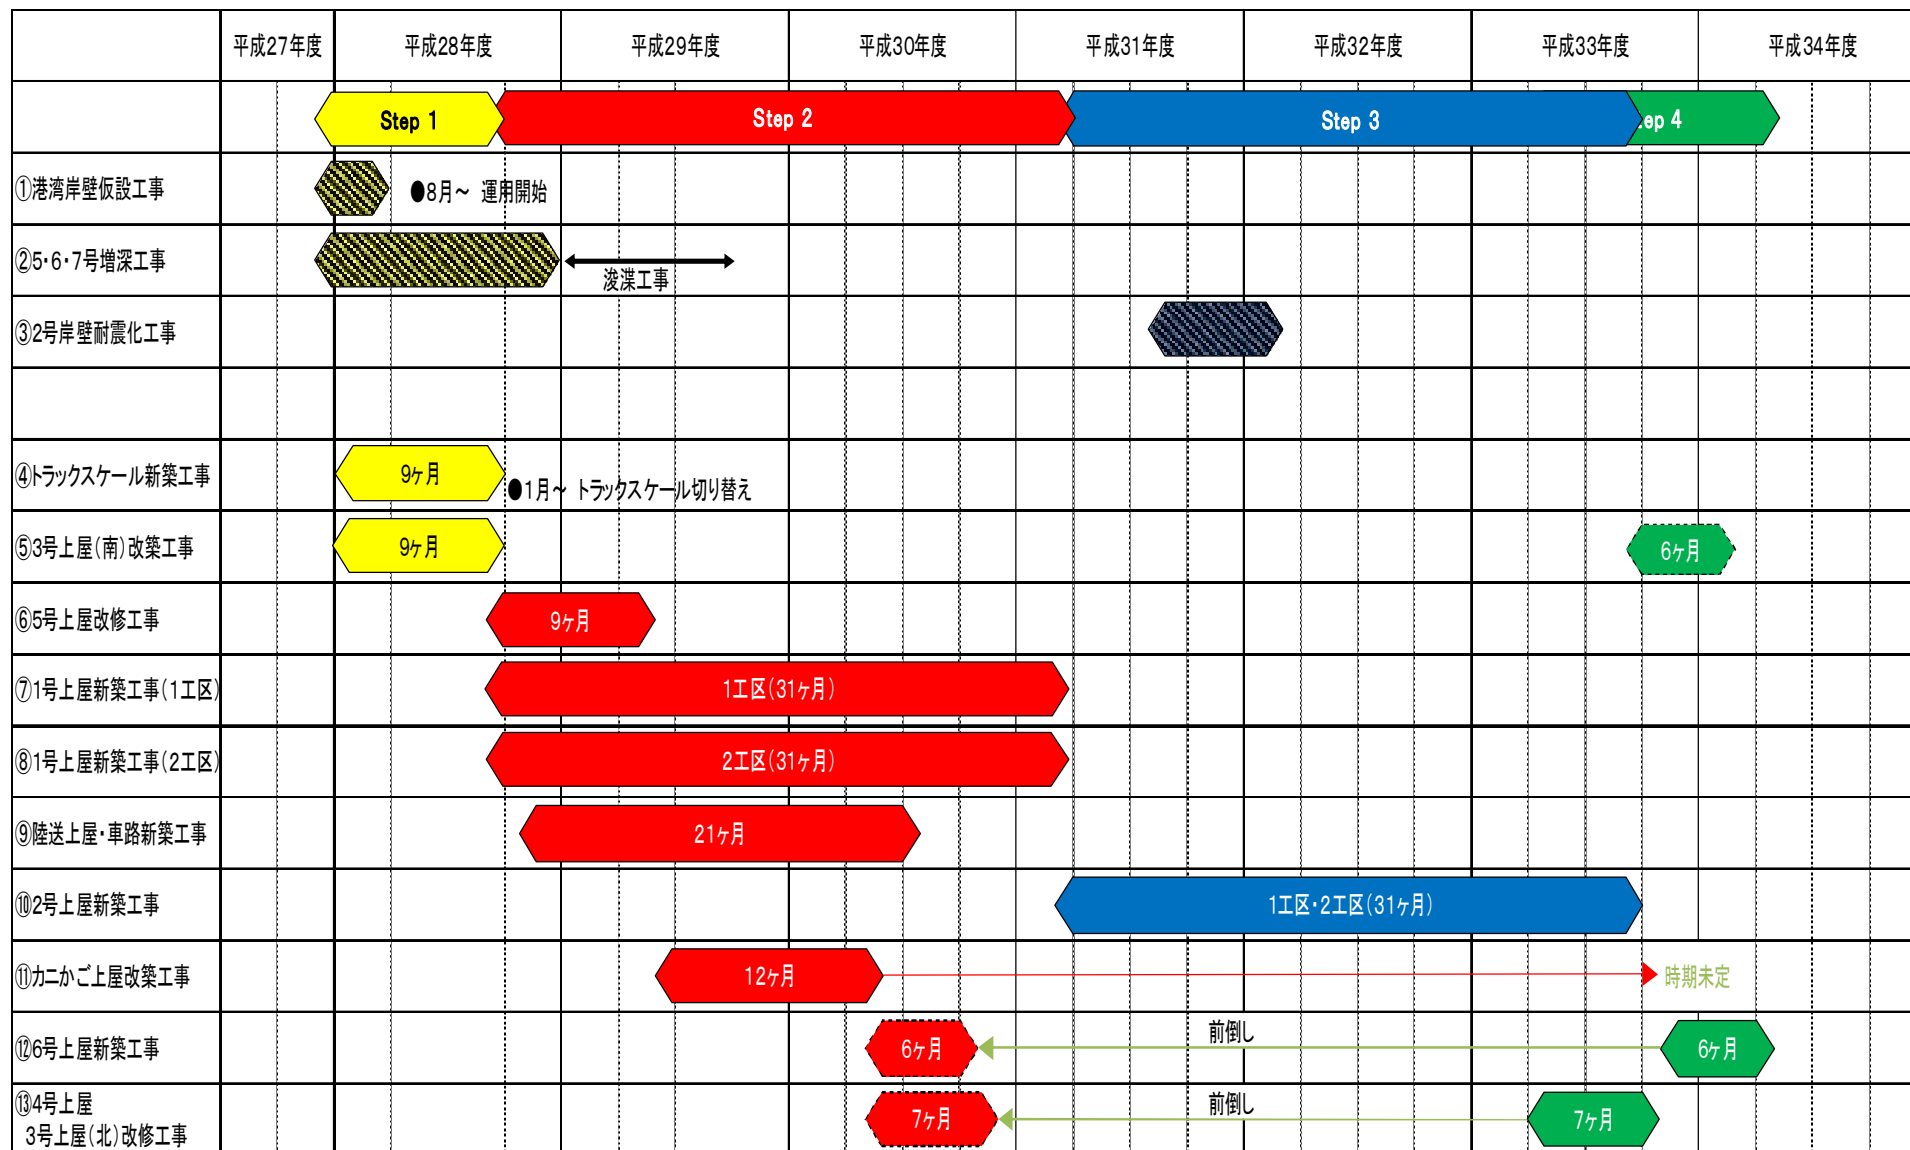 平成27年度 平成28年度 平成29年度 平成30年度 平成31年度 平成32年度 平成33年度 平成34年度
Step 1 Step 2 Step 3 ep 4
①港湾岸壁仮設工事 ●8月～ 運用開始
②5・6・7号増深工事 浚渫工事
③2号岸壁耐震化工事
④トラックスケール新築工事 9ヶ月 ●1月～ トラックスケール切り替え
⑤3号上屋(南)改築工事 9ヶ月 6ヶ月
⑥5号上屋改修工事 9ヶ月
⑦1号上屋新築工事(1工区) 1工区(31ヶ月)
⑧1号上屋新築工事(2工区) 2工区(31ヶ月)
⑨陸送上屋・車路新築工事 21ヶ月
⑩2号上屋新築工事 1工区・2工区(31ヶ月)
⑪カニかご上屋改築工事 12ヶ月 時期未定
⑫6号上屋新築工事 6ヶ月 前倒し 6ヶ月
⑬4号上屋 7ヶ月 前倒し 7ヶ月
3号上屋(北)改修工事